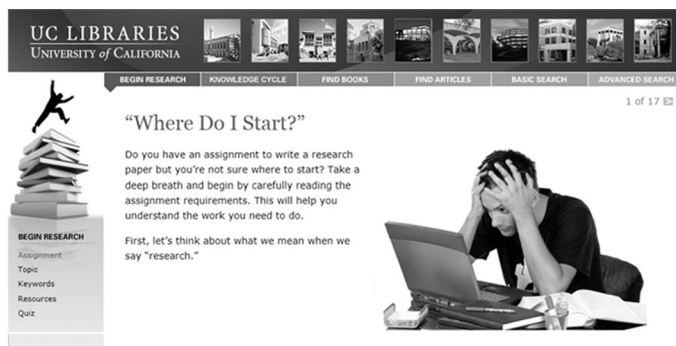 UC LIBRARIES
UNIVERSITY of CALIFORNIA
BEGIN RESEARCH KNOWLEDGE CYCLE FIND BOOKS FIND ARTICLES BASIC SEARCH ADVANCED SEARCH
1 of 17
“Where Do I Start?”
Do you have an assignment to write a research
paper but you’re not sure where to start? Take a
deep breath and begin by carefully reading the
assignment requirements. This will help you
understand the work you need to do.
First, let’s think about what we mean when we
say “research.”
BEGIN RESEARCH
Assignment
Topic
Keywords
Resources
Quiz